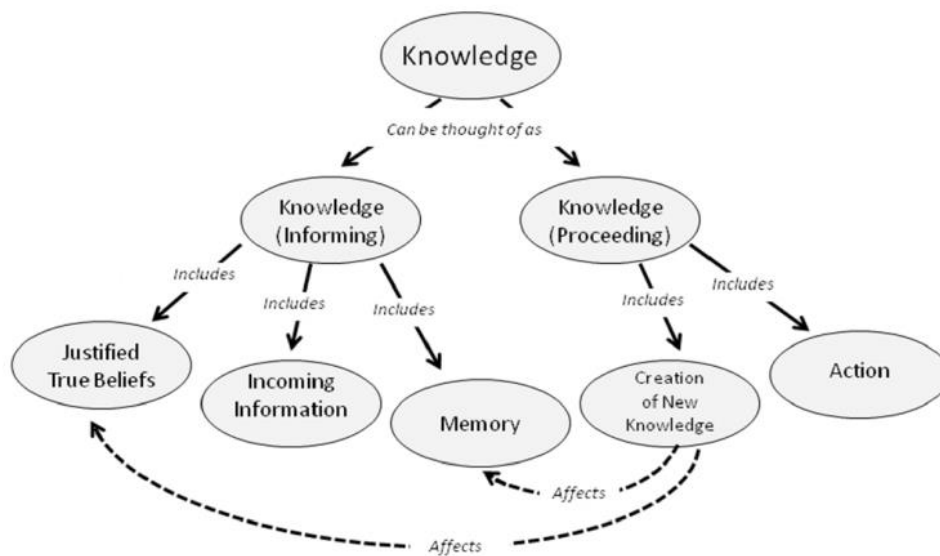 Knowledge
Can be thought of as
Knowledge
(Informing)
Knowledge
(Proceeding)
Includes
Includes
Includes
Includes
Includes
Justified
True Beliefs
Incoming
Information
Memory
Creation
of New
Knowledge
Action
Affects
Affects